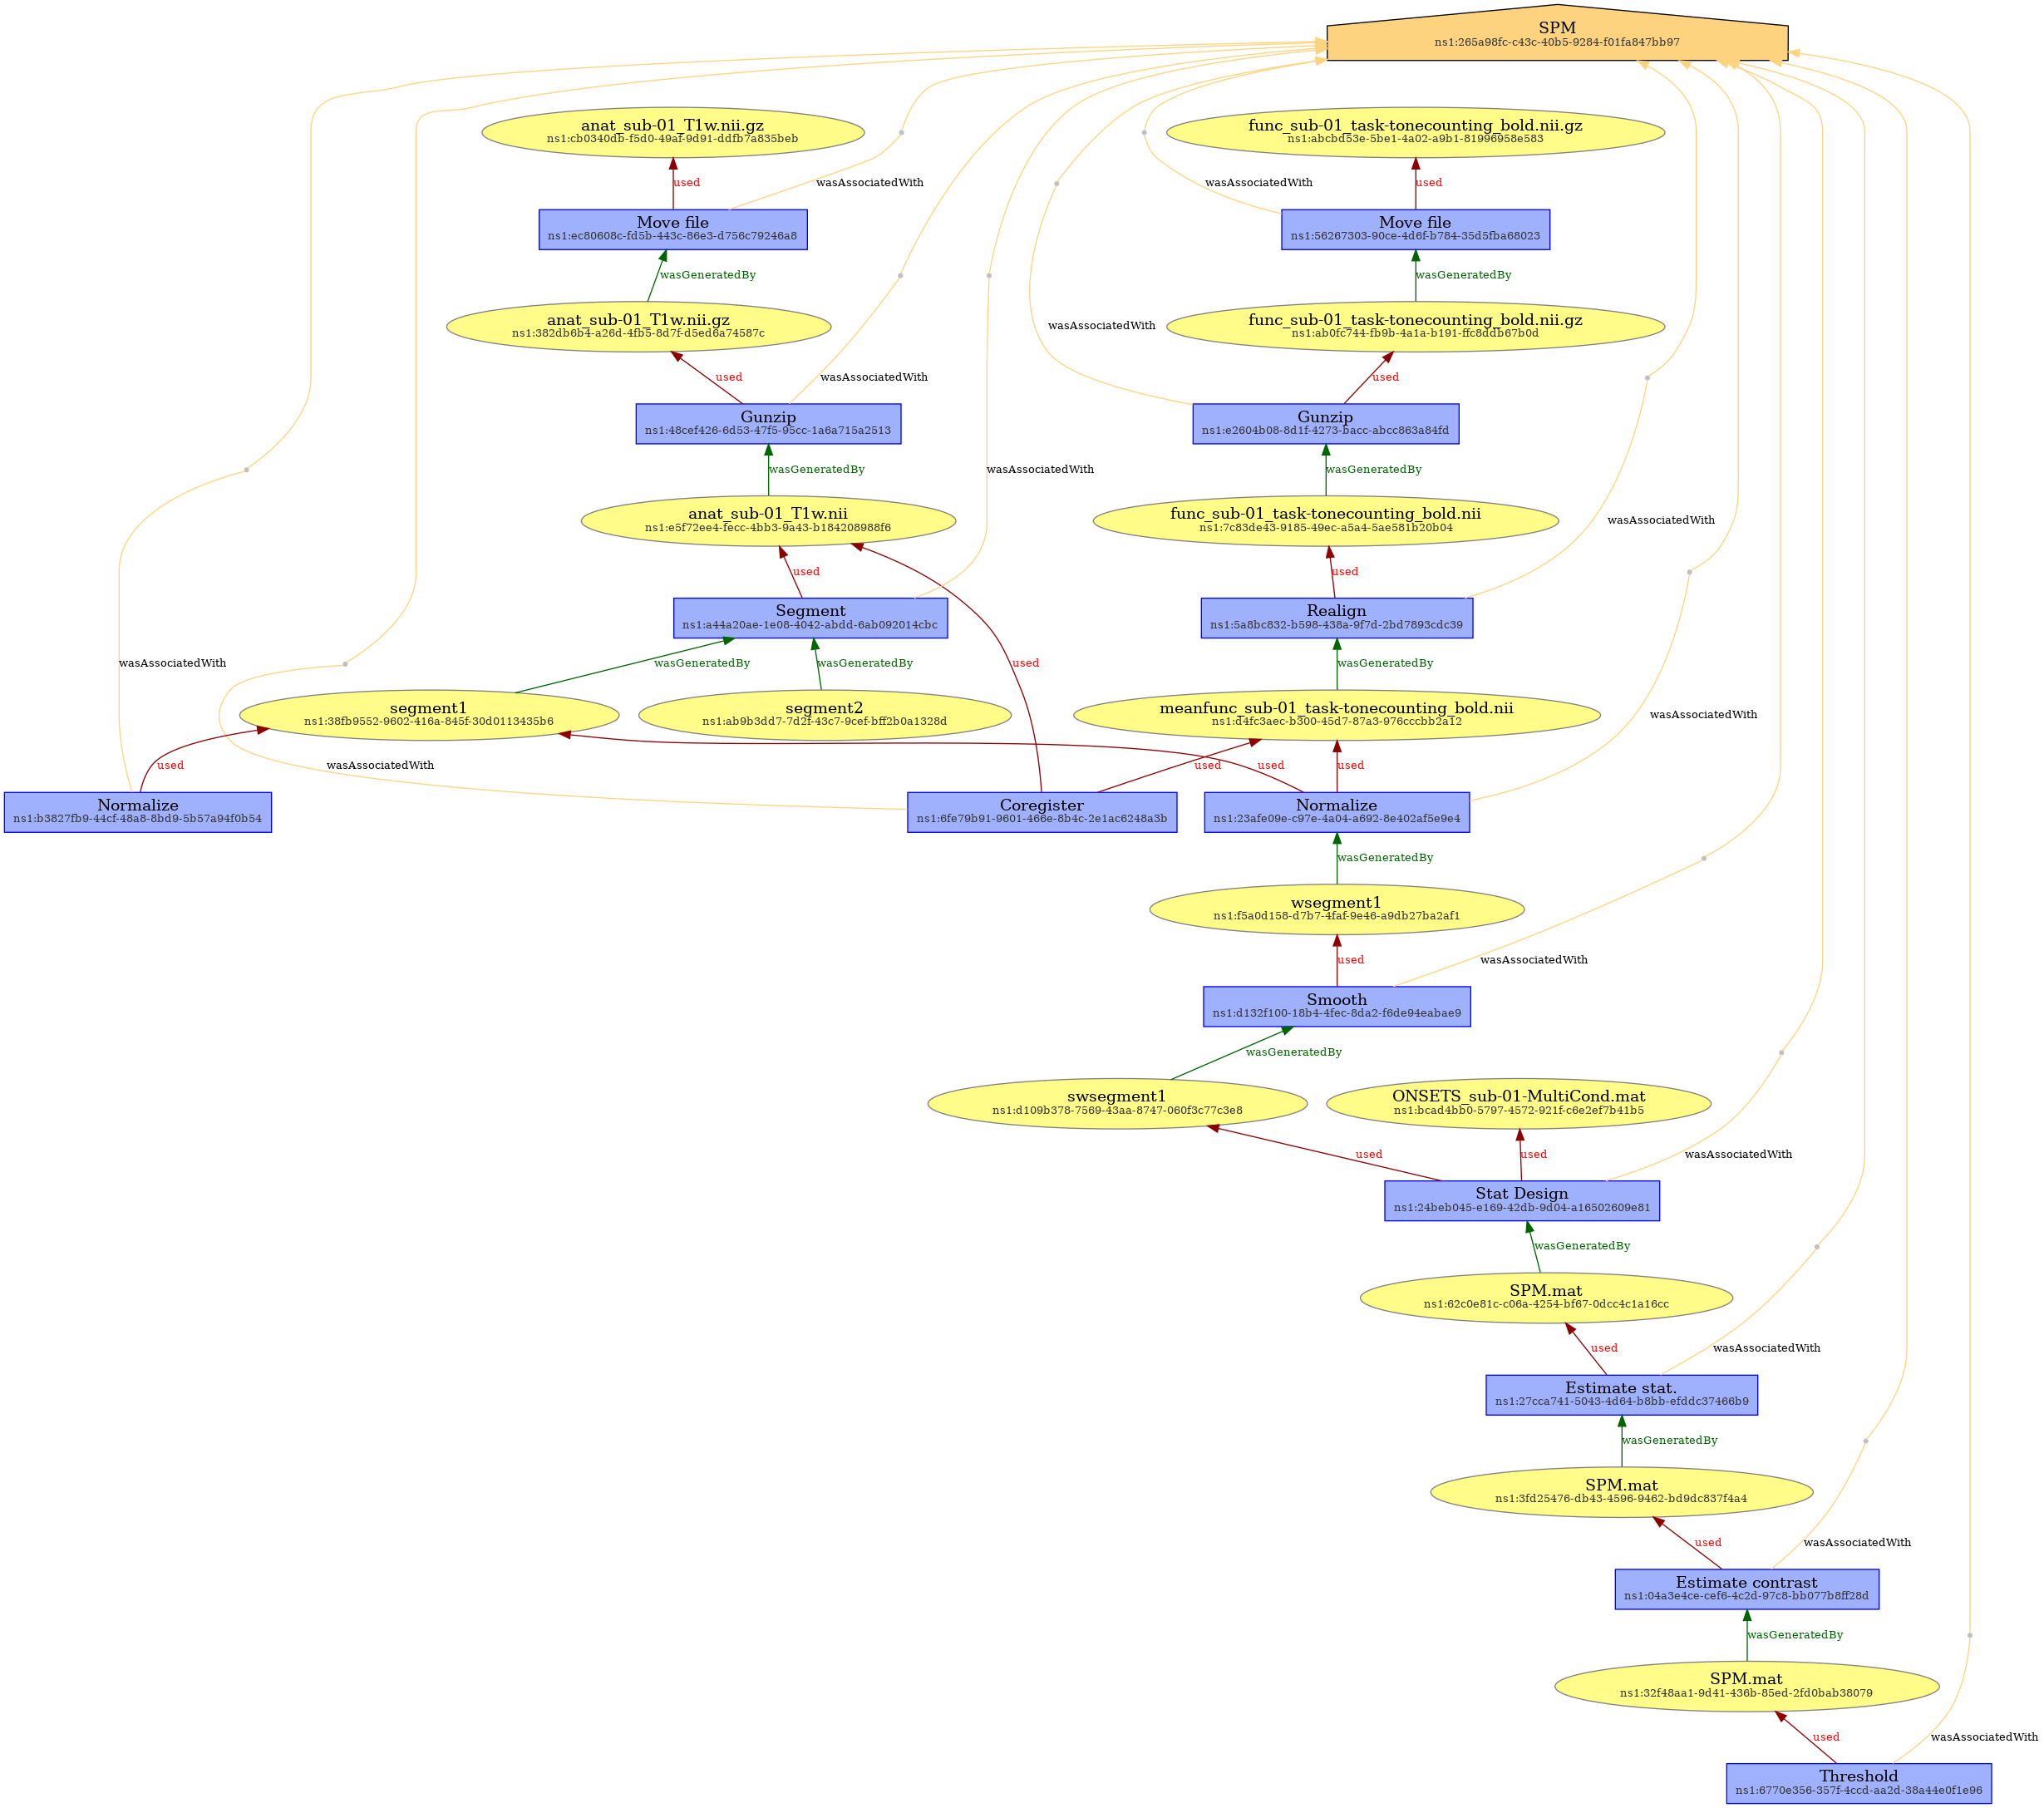 SPM
ns1:265a98fc-c43c-40b5-9284-f01fa847bb97
anat_sub-01_T1w.nii.gz
ns1:cb0340db-f5d0-49af-9d91-ddfb7a835beb
func_sub-01_task-tonecounting_bold.nii.gz
ns1:abcbd53e-5be1-4a02-a9b1-81996958e583
used
wasAssociatedWith
wasAssociatedWith
used
Move file
ns1:ec80608c-fd5b-443c-86e3-d756c79246a8
Move file
ns1:56267303-90ce-4d6f-b784-35d5fba68023
wasGeneratedBy
wasGeneratedBy
anat_sub-01_T1w.nii.gz
ns1:382db6b4-a26d-4fb5-8d7f-d5ed6a74587c
wasAssociatedWith
func_sub-01_task-tonecounting_bold.nii.gz
ns1:ab0fc744-fb9b-4a1a-b191-ffc8ddb67b0d
used
wasAssociatedWith
used
Gunzip
ns1:48cef426-6d53-47f5-95cc-1a6a715a2513
Gunzip
ns1:e2604b08-8d1f-4273-bacc-abcc863a84fd
wasGeneratedBy
wasAssociatedWith
wasGeneratedBy
anat_sub-01_T1w.nii
ns1:e5f72ee4-fecc-4bb3-9a43-b184208988f6
func_sub-01_task-tonecounting_bold.nii
ns1:7c83de43-9185-49ec-a5a4-5ae581b20b04
wasAssociatedWith
used
used
Segment
ns1:a44a20ae-1e08-4042-abdd-6ab092014cbc
Realign
ns1:5a8bc832-b598-438a-9f7d-2bd7893cdc39
wasAssociatedWith
wasGeneratedBy
wasGeneratedBy
used
wasGeneratedBy
segment1
ns1:38fb9552-9602-416a-845f-30d0113435b6
segment2
ns1:ab9b3dd7-7d2f-43c7-9cef-bff2b0a1328d
meanfunc_sub-01_task-tonecounting_bold.nii
ns1:d4fc3aec-b300-45d7-87a3-976cccbb2a12
wasAssociatedWith
used
wasAssociatedWith
used
used
used
Normalize
ns1:b3827fb9-44cf-48a8-8bd9-5b57a94f0b54
Coregister
ns1:6fe79b91-9601-466e-8b4c-2e1ac6248a3b
Normalize
ns1:23afe09e-c97e-4a04-a692-8e402af5e9e4
wasGeneratedBy
wsegment1
ns1:f5a0d158-d7b7-4faf-9e46-a9db27ba2af1
used
wasAssociatedWith
Smooth
ns1:d132f100-18b4-4fec-8da2-f6de94eabae9
wasGeneratedBy
swsegment1
ns1:d109b378-7569-43aa-8747-060f3c77c3e8
ONSETS_sub-01-MultiCond.mat
ns1:bcad4bb0-5797-4572-921f-c6e2ef7b41b5
used
used
wasAssociatedWith
Stat Design
ns1:24beb045-e169-42db-9d04-a16502609e81
wasGeneratedBy
SPM.mat
ns1:62c0e81c-c06a-4254-bf67-0dcc4c1a16cc
used
wasAssociatedWith
Estimate stat.
ns1:27cca741-5043-4d64-b8bb-efddc37466b9
wasGeneratedBy
SPM.mat
ns1:3fd25476-db43-4596-9462-bd9dc837f4a4
used
wasAssociatedWith
Estimate contrast
ns1:04a3e4ce-cef6-4c2d-97c8-bb077b8ff28d
wasGeneratedBy
SPM.mat
ns1:32f48aa1-9d41-436b-85ed-2fd0bab38079
used
wasAssociatedWith
Threshold
ns1:6770e356-357f-4ccd-aa2d-38a44e0f1e96